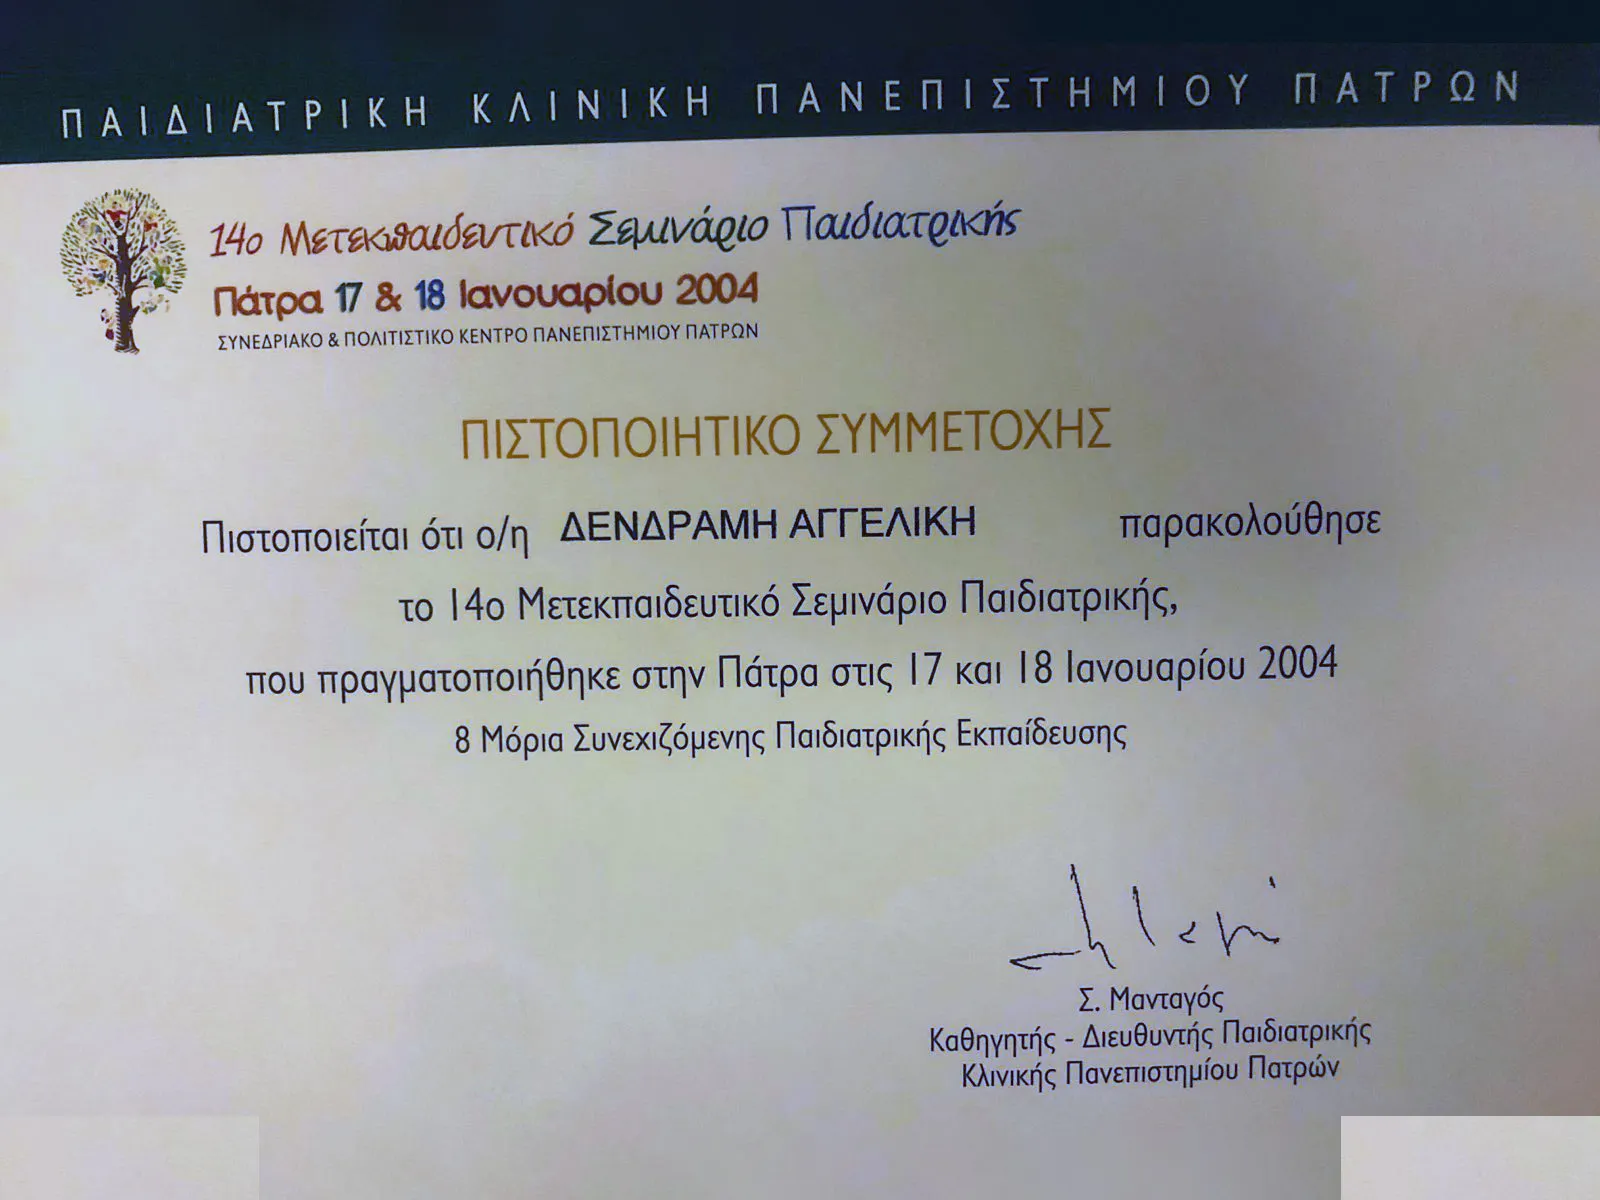 ΠΑΙΔΙΑΤΡΙΚΗ ΚΛΙΝΙΚΗ ΠΑΝΕΠΙΣΤΗΜΙΟΥ ΠΑΤΡΩΝ
14ο Μετεκπαιδευτικό Σεμινάριο Παιδιατρικής
Πάτρα 17 & 18 Ιανουαρίου 2004
ΣΥΝΕΔΡΙΑΚΟ & ΠΟΛΙΤΙΣΤΙΚΟ ΚΕΝΤΡΟ ΠΑΝΕΠΙΣΤΗΜΙΟΥ ΠΑΤΡΩΝ
ΠΙΣΤΟΠΟΙΗΤΙΚΟ ΣΥΜΜΕΤΟΧΗΣ
Πιστοποιείται ότι ο/η ΔΕΝΔΡΑΜΗ ΑΓΓΕΛΙΚΗ παρακολούθησε
το 14ο Μετεκπαιδευτικό Σεμινάριο Παιδιατρικής,
που πραγματοποιήθηκε στην Πάτρα στις 17 και 18 Ιανουαρίου 2004
8 Μόρια Συνεχιζόμενης Παιδιατρικής Εκπαίδευσης
Σ. Μανταγός
Καθηγητής - Διευθυντής Παιδιατρικής
Κλινικής Πανεπιστημίου Πατρών